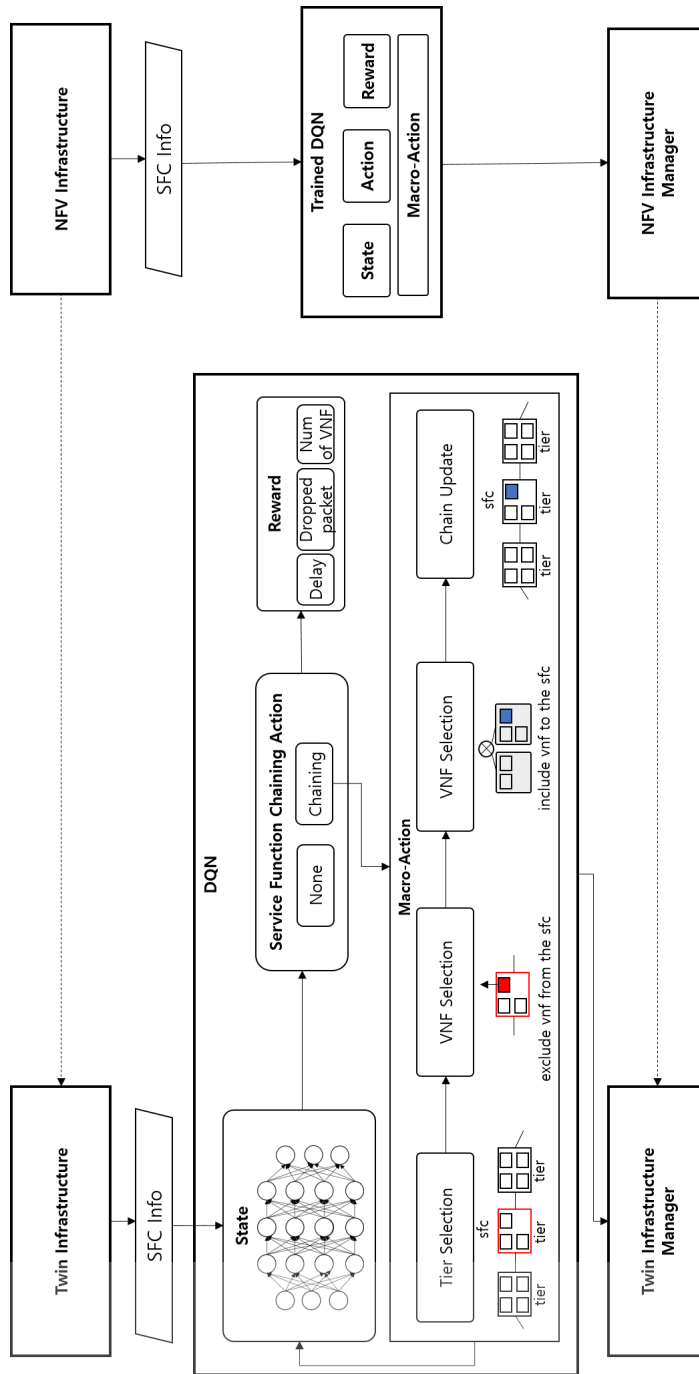 Twin Infrastructure
NFV Infrastructure
SFC Info
SFC Info
DQN
State
Service Function Chaining Action
None
Chaining
Reward
Delay
Dropped
packet
Num
of VNF
Macro-Action
Tier Selection
VNF Selection
VNF Selection
Chain Update
sfc
tier
tier
tier
exclude vnf from the sfc
include vnf to the sfc
sfc
tier
tier
tier
Trained DQN
State
Action
Reward
Macro-Action
Twin Infrastructure
Manager
NFV Infrastructure
Manager